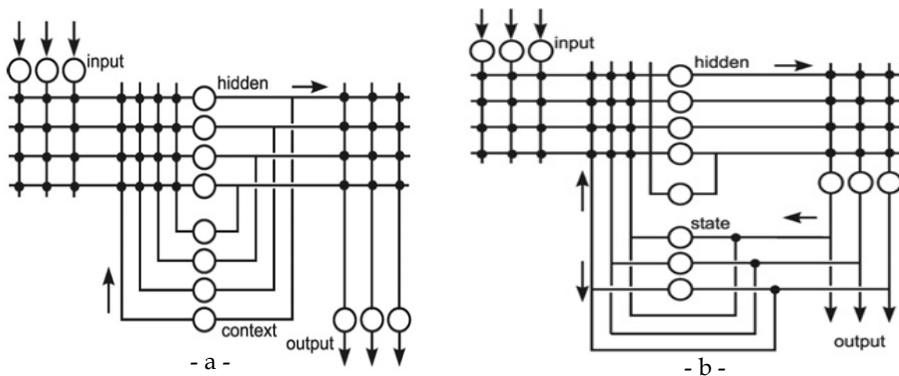 input
hidden
context
output
- a -
input
hidden
state
output
- b -